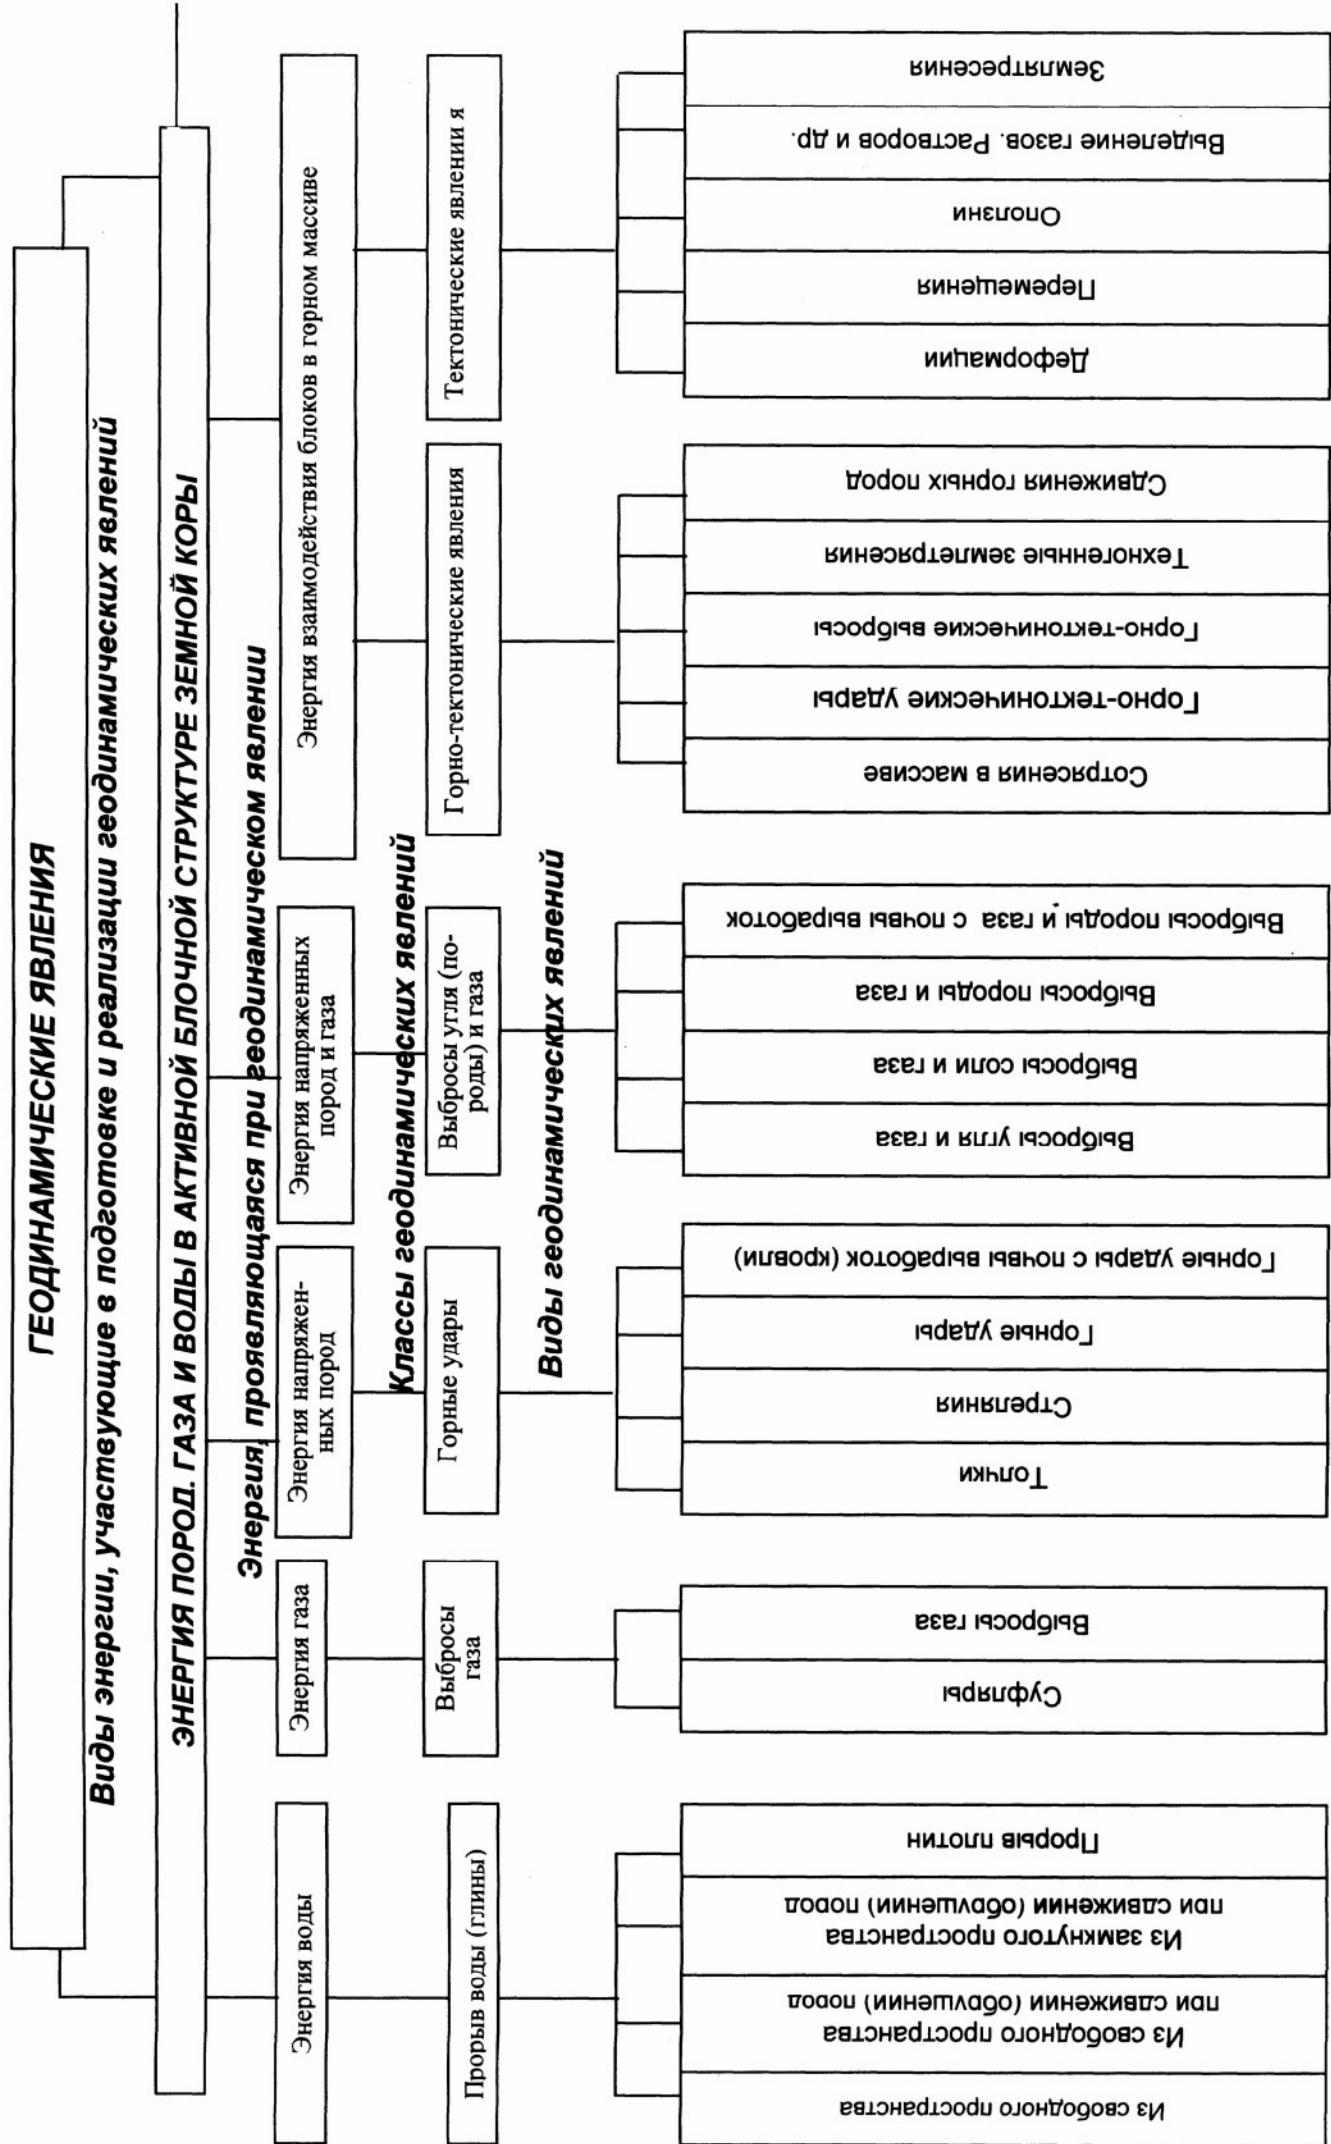 ГЕОДИНАМИЧЕСКИЕ ЯВЛЕНИЯ
Виды энергии, участвующие в подготовке и реализации геодинамических явлений
ЭНЕРГИЯ ПОРОД. ГАЗА И ВОДЫ В АКТИВНОЙ БЛОЧНОЙ СТРУКТУРЕ ЗЕМНОЙ КОРЫ
Энергия, проявляющаяся при геодинамическом явлении
Энергия воды
Энергия газа
Энергия напряжен-
ных пород
Энергия напряженных
пород и газа
Энергия взаимодействия блоков в горном массиве
Классы геодинамических явлений
Прорыв воды (глины)
Выбросы
газа
Горные удары
Выбросы угля (по-
роды) и газа
Горно-тектонические явления
Тектонические явлении я
Виды геодинамических явлений
Из свободного пространства
Из свободного пространства
при сдвижении (обрушении) пород
Из замкнутого пространства
при сдвижении (обрушении) пород
Прорыв плотин
Суфляры
Выбросы газа
Толчки
Стреляния
Горные удары
Горные удары с почвы выработок (кровли)
Выбросы угля и газа
Выбросы соли и газа
Выбросы породы и газа
Выбросы породы и газа с почвы выработок
Сотрясения в массиве
Горно-тектонические удары
Горно-тектонические выбросы
Техногенные землетрясения
Сдвижения горных пород
Деформации
Перемещения
Оползни
Выделение газов. Растворов и др.
Землятресения